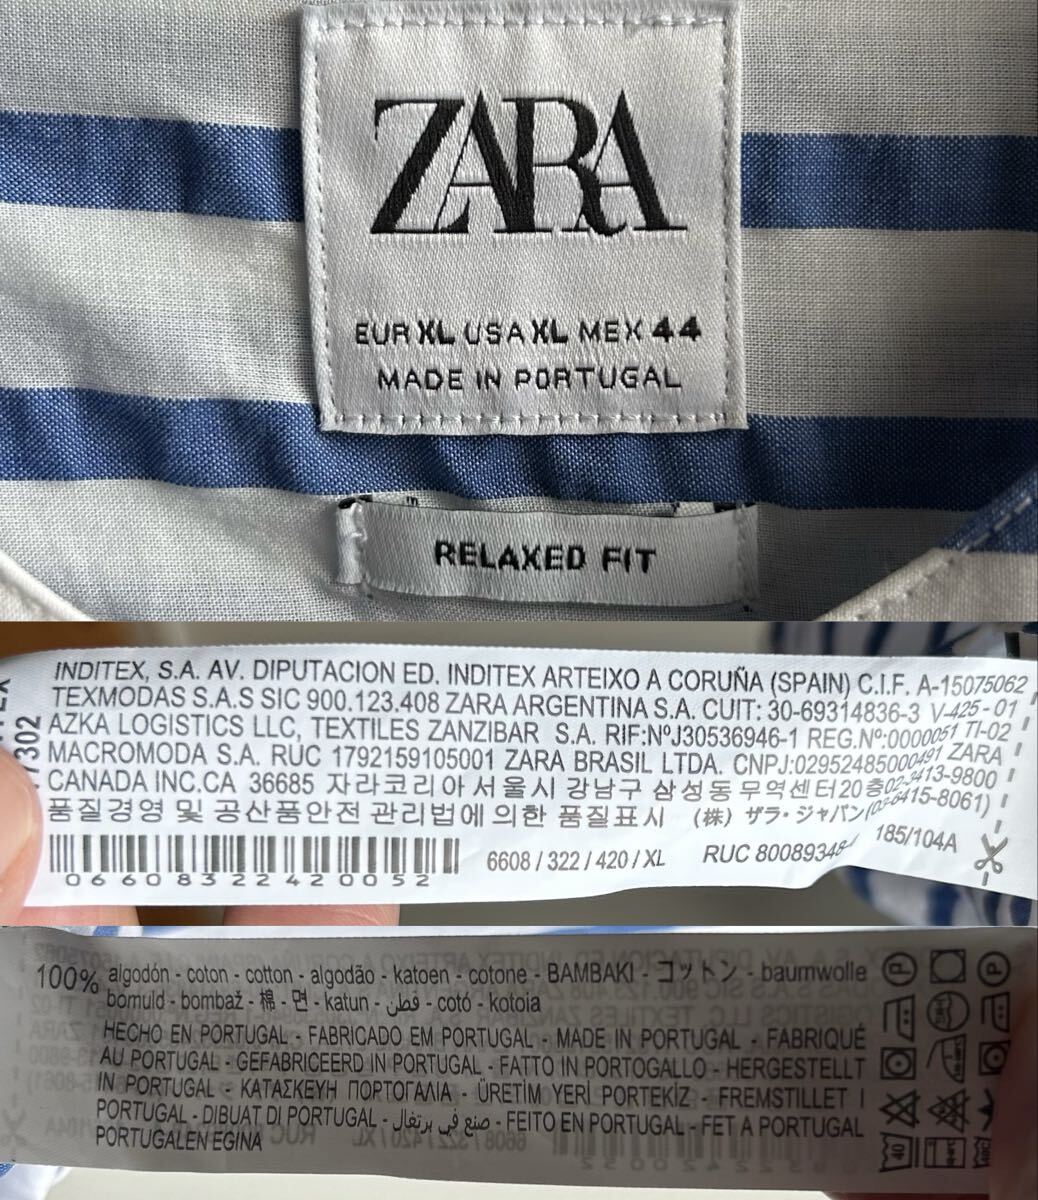 ZARA
EUR XL USA XL MEX 44
MADE IN PORTUGAL
RELAXED FIT
INDITEX, S.A. AV. DIPUTACION ED. INDITEX ARTEIXO A CORUÑA (SPAIN) C.I.F. A-15075062
TEXMODAS S.A.S SIC 900.123.408 ZARA ARGENTINA S.A. CUIT: 30-69314836-3 V-425-01
AZKA LOGISTICS LLC, TEXTILES ZANZIBAR S.A. RIF:NºJ30536946-1 REG.Nº:0000051 TI-02
MACROMODA S.A. RUC 1792159105001 ZARA BRASIL LTDA. CNPJ:02952485000491 ZARA
CANADA INC.CA 36685 자라코리아 서울시 강남구 삼성동 무역센터20층02-3413-9800
품질경영 및 공산품안전 관리법에 의한 품질표시 (株) ザラ・ジャパン(03-6415-8061)
6608/322/420/XL RUC 80089348-4 185/104A
06608322420052
17302
100% algodón - coton - cotton - algodão - katoen - cotone - ΒΑΜΒΑΚΙ - コットン - baumwolle
bomuld - bombaž - 棉 - 면 - katun - قطن - cotó - kotoia
HECHO EN PORTUGAL - FABRICADO EM PORTUGAL - MADE IN PORTUGAL - FABRIQUÉ
AU PORTUGAL - GEFABRICEERD IN PORTUGAL - FATTO IN PORTOGALLO - HERGESTELLT
IN PORTUGAL - ΚΑΤΑΣΚΕΥΗ ΠΟΡΤΟΓΑΛΙΑ - ÜRETİM YERİ PORTEKİZ - FREMSTILLET I
PORTUGAL - DIBUAT DI PORTUGAL - صنع في برتغال - FEITO EN PORTUGAL - FET A PORTUGAL
PORTUGALEN EGINA
P
P
40